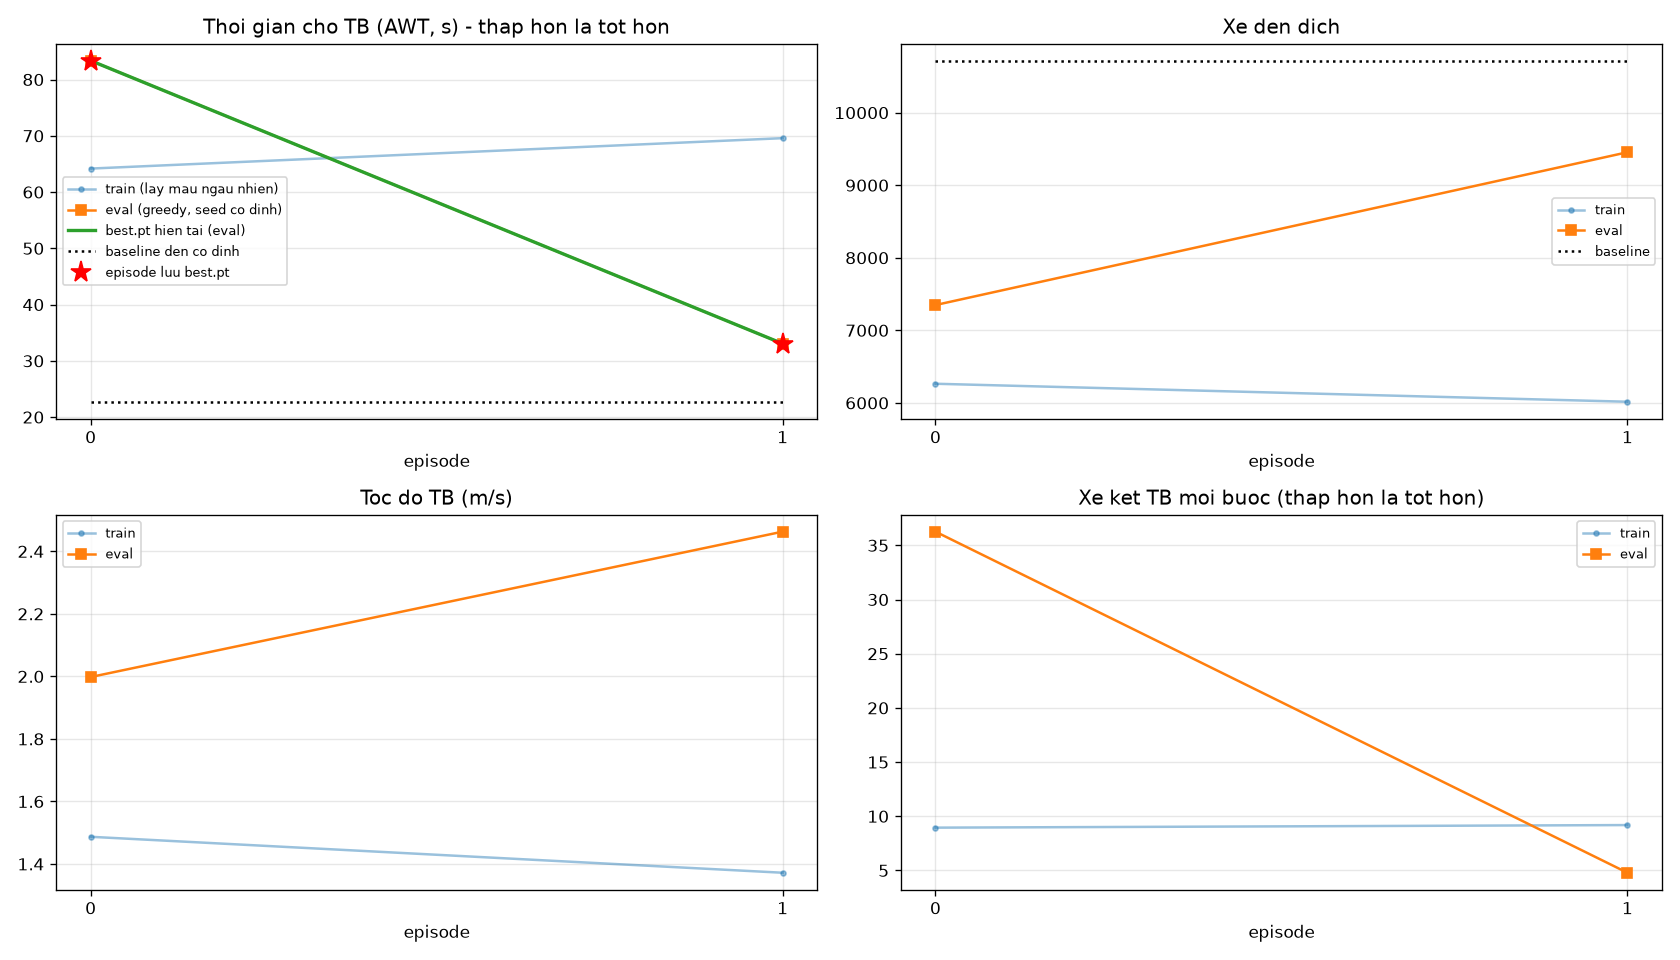 Thoi gian cho TB (AWT, s) - thap hon la tot hon
80
70
60
50
40
30
20
train (lay mau ngau nhien)
eval (greedy, seed co dinh)
best.pt hien tai (eval)
baseline den co dinh
episode luu best.pt
0
1
episode
Xe den dich
10000
9000
8000
7000
6000
train
eval
baseline
0
1
episode
Toc do TB (m/s)
2.4
2.2
2.0
1.8
1.6
1.4
train
eval
0
1
episode
Xe ket TB moi buoc (thap hon la tot hon)
35
30
25
20
15
10
5
train
eval
0
1
episode